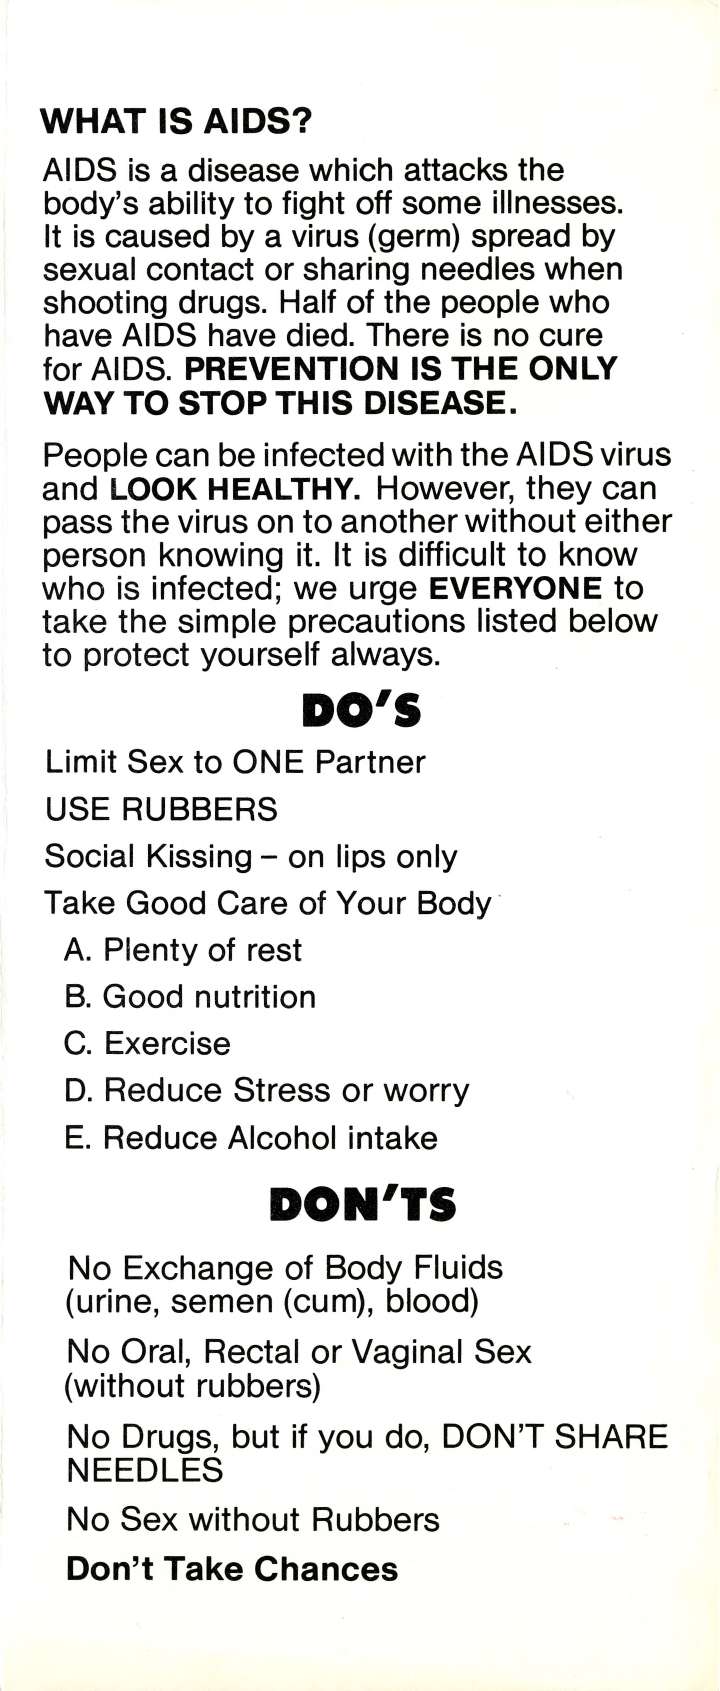 WHAT IS AIDS?
AIDS is a disease which attacks the
body's ability to fight off some illnesses.
It is caused by a virus (germ) spread by
sexual contact or sharing needles when
shooting drugs. Half of the people who
have AIDS have died. There is no cure
for AIDS. PREVENTION IS THE ONLY
WAY TO STOP THIS DISEASE.
People can be infected with the AIDS virus
and LOOK HEALTHY. However, they can
pass the virus on to another without either
person knowing it. It is difficult to know
who is infected; we urge EVERYONE to
take the simple precautions listed below
to protect yourself always.
DO'S
Limit Sex to ONE Partner
USE RUBBERS
Social Kissing – on lips only
Take Good Care of Your Body
A. Plenty of rest
B. Good nutrition
C. Exercise
D. Reduce Stress or worry
E. Reduce Alcohol intake
DON'TS
No Exchange of Body Fluids
(urine, semen (cum), blood)
No Oral, Rectal or Vaginal Sex
(without rubbers)
No Drugs, but if you do, DON'T SHARE
NEEDLES
No Sex without Rubbers
Don't Take Chances